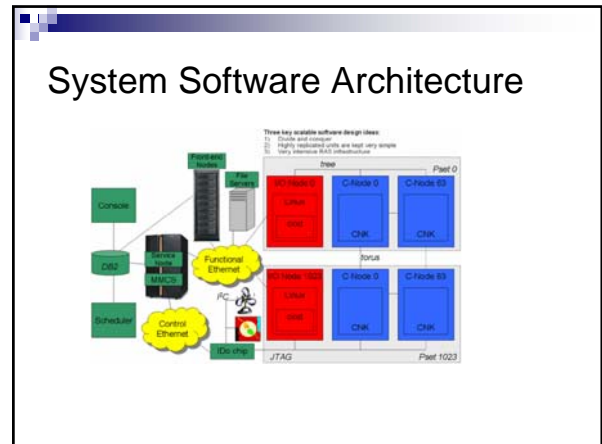 System Software Architecture
Three key scalable software design ideas:
1) Divide and conquer
2) Highly replicated units are kept very simple
3) Very intensive RAS infrastructure
tree
Pset 0
Front-end
Nodes
File
Servers
I/O Node 0
Linux
ciod
C-Node 0
CNK
C-Node 63
CNK
Console
Functional
Ethernet
torus
DB2
Service
Node
MMCS
I/O Node 1023
Linux
ciod
C-Node 0
CNK
C-Node 63
CNK
I²C
Scheduler
Control
Ethernet
IDo chip
JTAG
Pset 1023